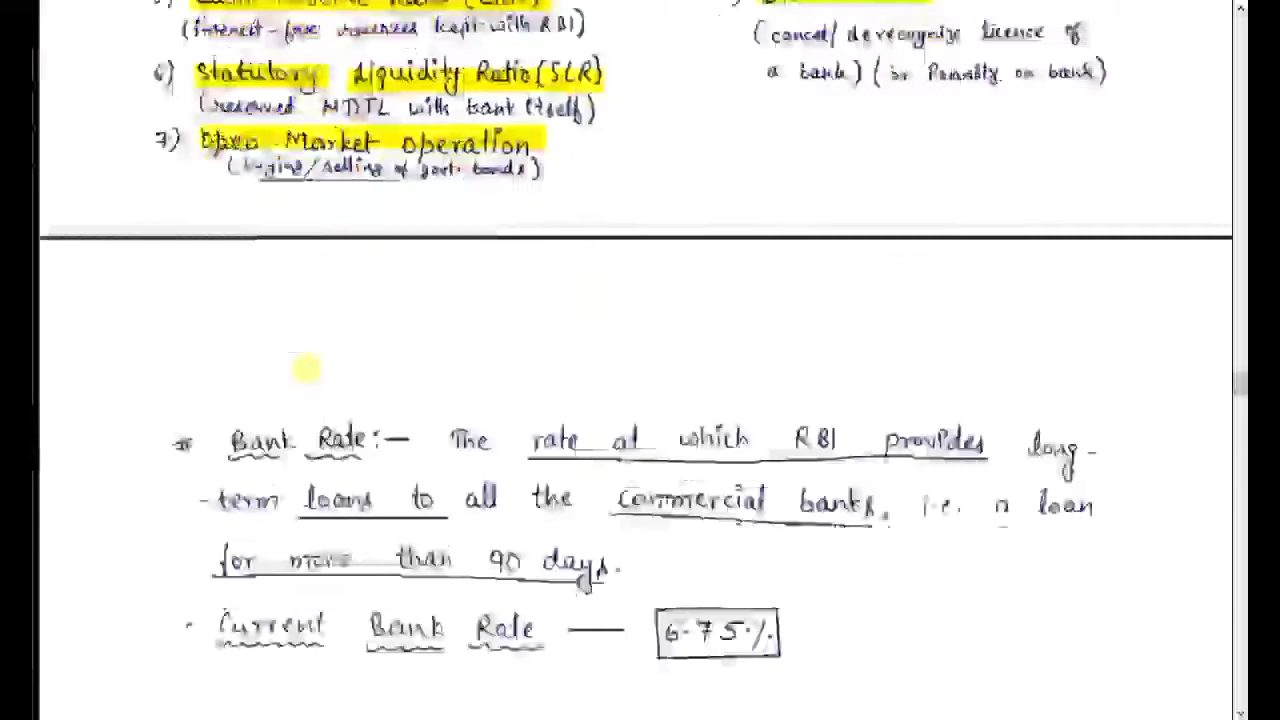 (Interest-free reserves kept with RBI)
6) Statutory Liquidity Ratio (SLR)
(reserved NDTL with bank itself)
7) Open Market operation
(buying/selling of govt. bonds)
(cancel/derecognize licence of
a bank) (or Penalty on bank)
* Bank Rate:— The rate at which RBI provides long-
-term loans to all the commercial banks, i.e. a loan
for more than 90 days.
· Current Bank Rate — 6.75%.